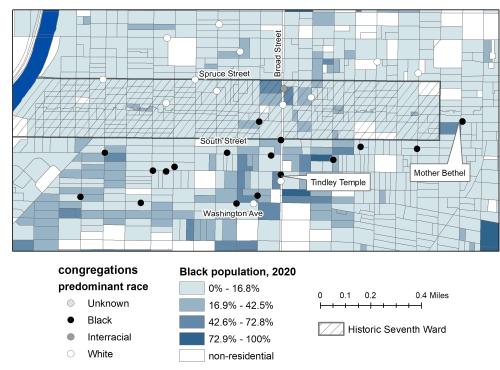 Broad Street
Spruce Street
South Street
Mother Bethel
Tindley Temple
Washington Ave
congregations
predominant race
Unknown
Black
Interracial
White
Black population, 2020
0% - 16.8%
16.9% - 42.5%
42.6% - 72.8%
72.9% - 100%
non-residential
0 0.1 0.2 0.4 Miles
Historic Seventh Ward